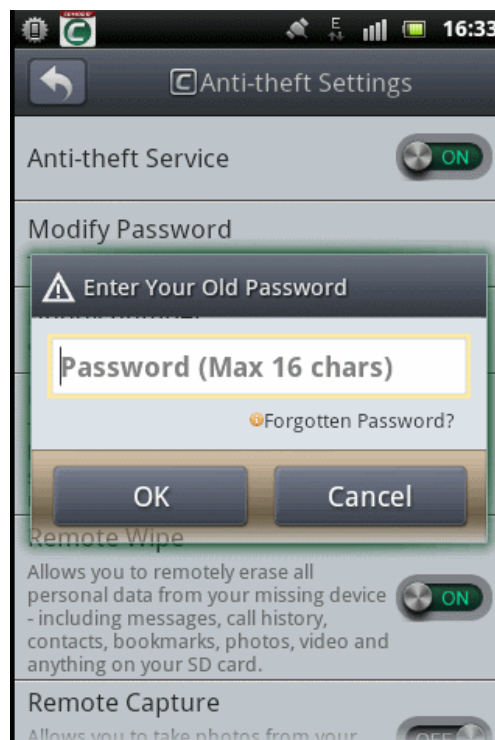 16:33
Anti-theft Settings
Anti-theft Service
ON
Modify Password
Enter Your Old Password
Password (Max 16 chars)
Forgotten Password?
OK
Cancel
Remote Wipe
Allows you to remotely erase all
personal data from your missing device
ON
- including messages, call history,
contacts, bookmarks, photos, video and
anything on your SD card.
Remote Capture
Allows you to take photos from your
OFF